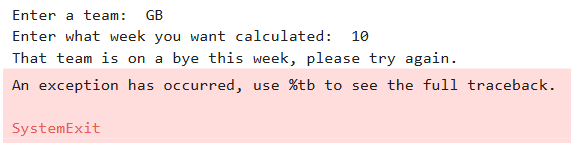 Enter a team:  GB
Enter what week you want calculated:  10
That team is on a bye this week, please try again.
An exception has occurred, use %tb to see the full traceback.
SystemExit